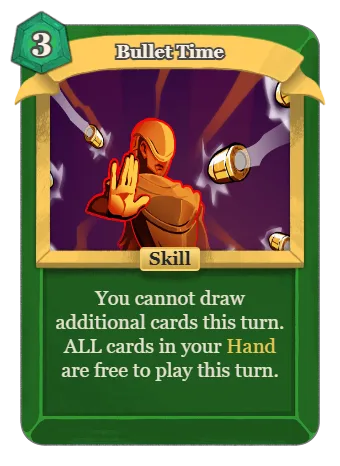 3
Bullet Time
Skill
You cannot draw
additional cards this turn.
ALL cards in your Hand
are free to play this turn.